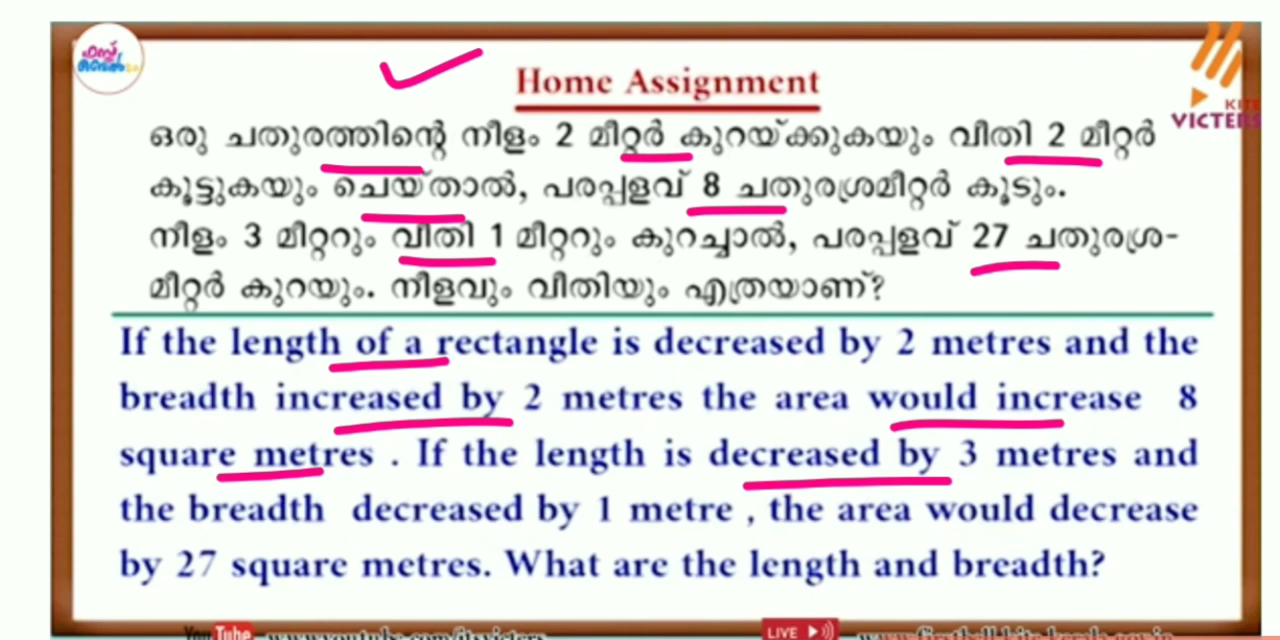 Home Assignment
KITE
VICTERS
ഒരു ചതുരത്തിന്റെ നീളം 2 മീറ്റർ കുറയ്ക്കുകയും വീതി 2 മീറ്റർ
കൂട്ടുകയും ചെയ്താൽ, പരപ്പളവ് 8 ചതുരശ്രമീറ്റർ കൂടും.
നീളം 3 മീറ്ററും വീതി 1 മീറ്ററും കുറച്ചാൽ, പരപ്പളവ് 27 ചതുരശ്ര-
മീറ്റർ കുറയും. നീളവും വീതിയും എത്രയാണ്?
If the length of a rectangle is decreased by 2 metres and the
breadth increased by 2 metres the area would increase 8
square metres . If the length is decreased by 3 metres and
the breadth decreased by 1 metre , the area would decrease
by 27 square metres. What are the length and breadth?
YouTube
LIVE